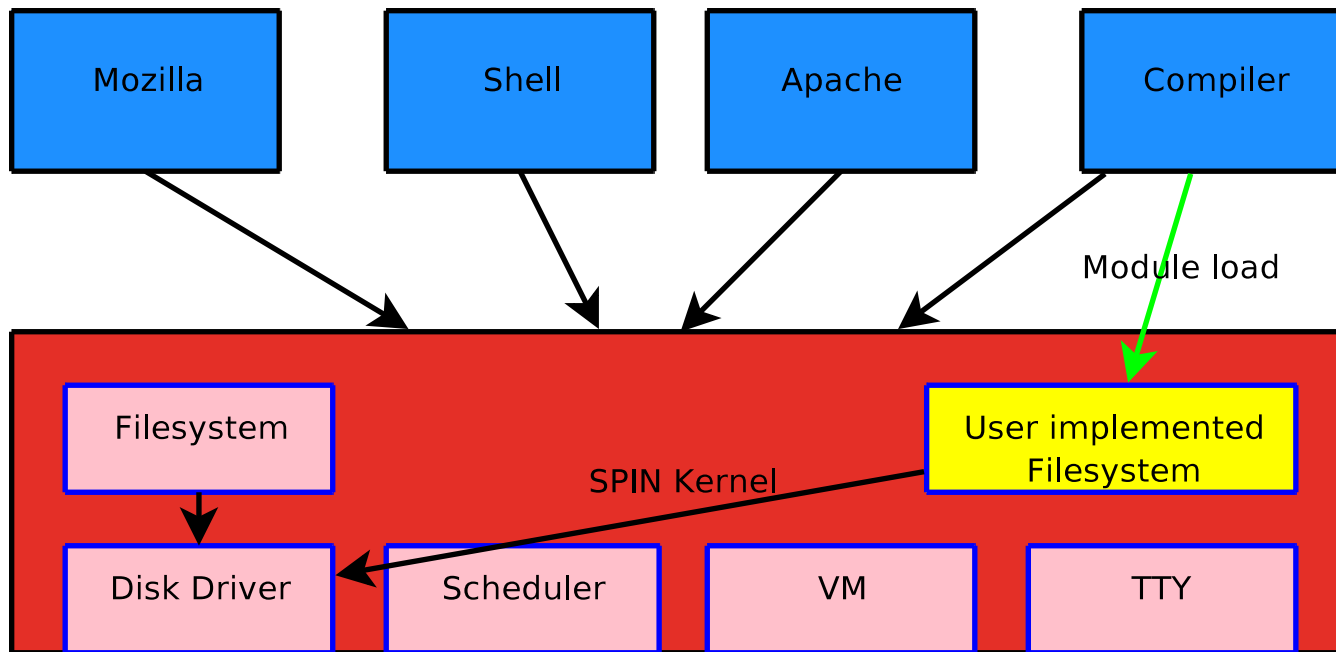 Mozilla
Shell
Apache
Compiler
Module load
Filesystem
User implemented
Filesystem
SPIN Kernel
Disk Driver
Scheduler
VM
TTY